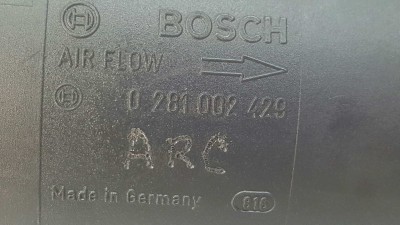 BOSCH
AIR FLOW
0 281 002 429
ARC
Made in Germany